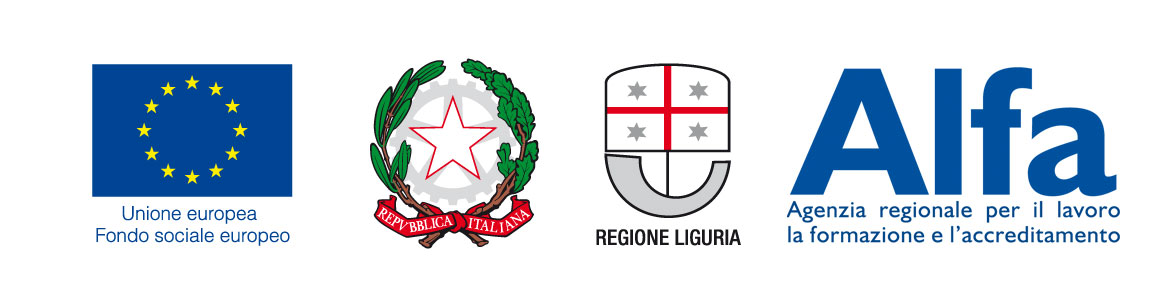 Unione europea
Fondo sociale europeo
REPVBBLICA ITALIANA
REGIONE LIGURIA
Alfa
Agenzia regionale per il lavoro
la formazione e l'accreditamento